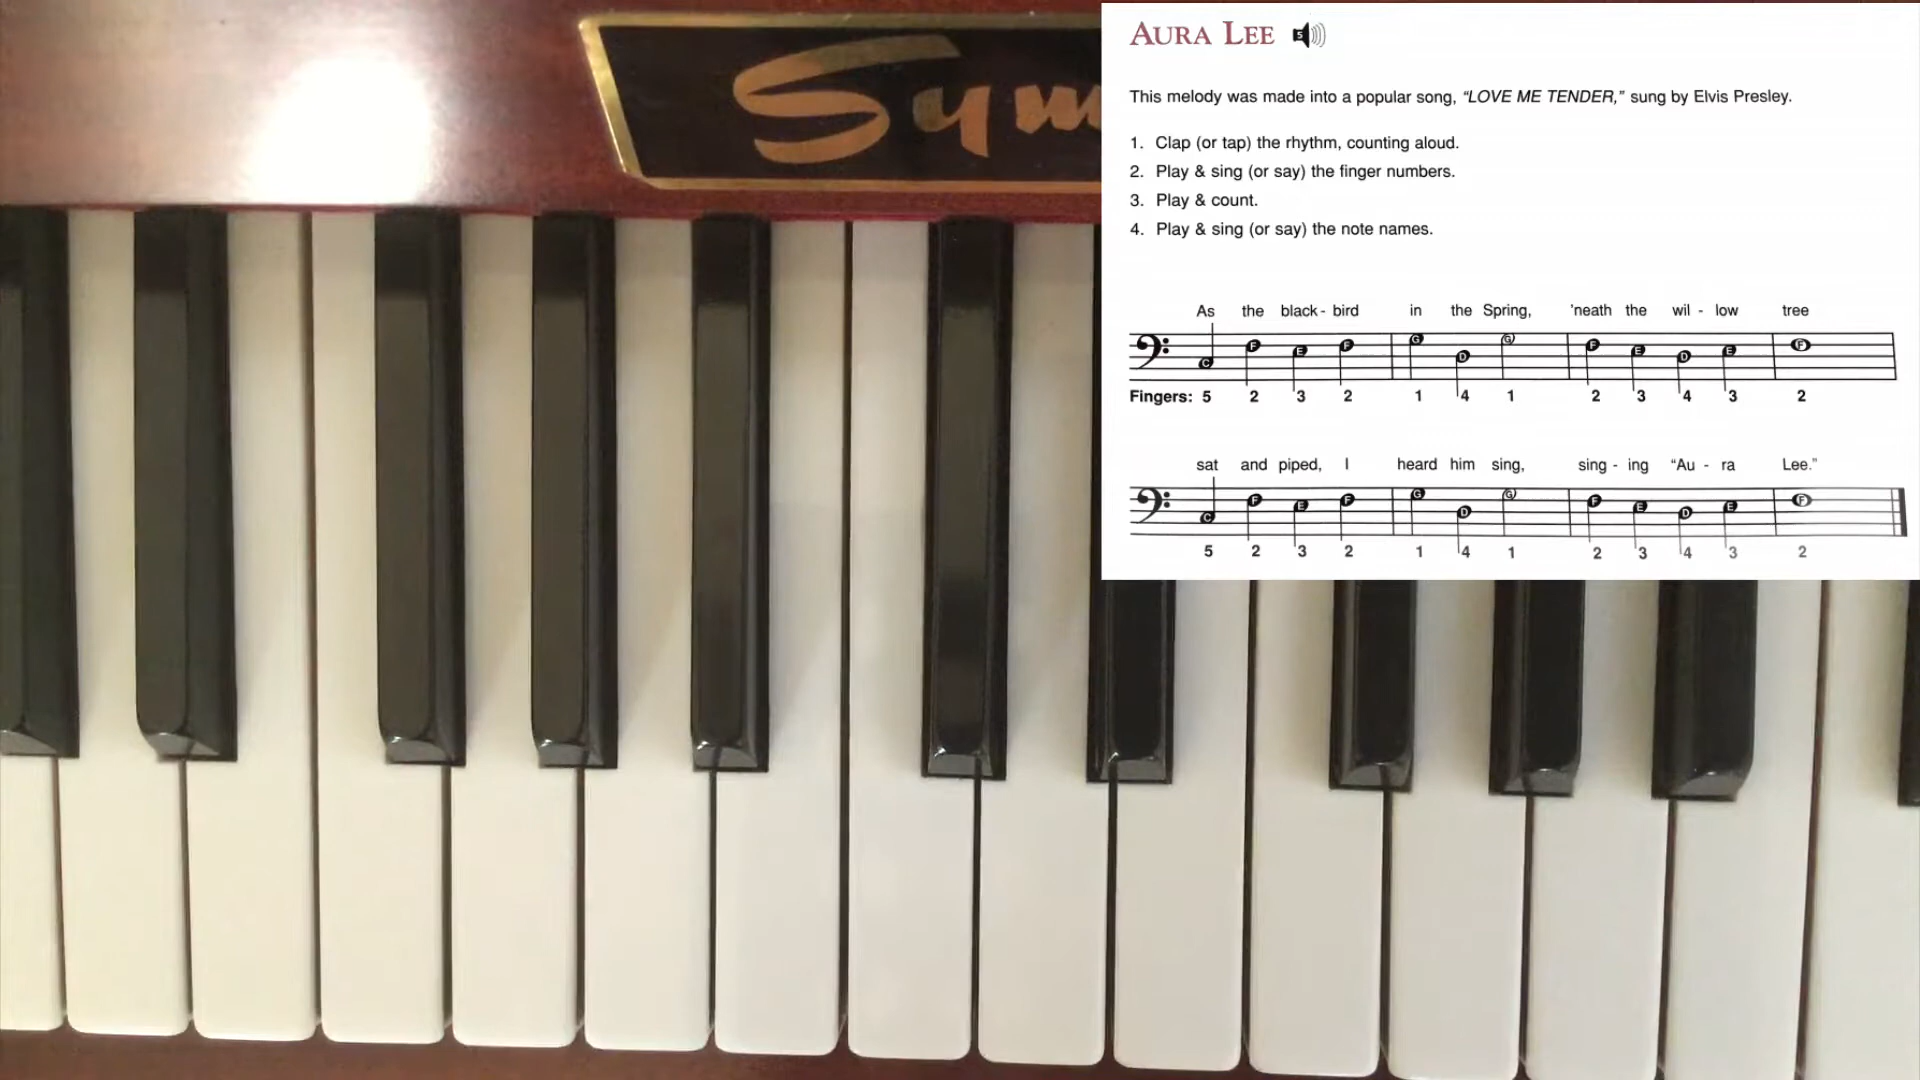 Sym
AURA LEE
This melody was made into a popular song, “LOVE ME TENDER,” sung by Elvis Presley.
1. Clap (or tap) the rhythm, counting aloud.
2. Play & sing (or say) the finger numbers.
3. Play & count.
4. Play & sing (or say) the note names.
As the black - bird in the Spring, ’neath the wil - low tree
C F E F G D G F E D E F
Fingers: 5 2 3 2 1 4 1 2 3 4 3 2
sat and piped, I heard him sing, sing - ing “Au - ra Lee.”
C F E F G D G F E D E F
5 2 3 2 1 4 1 2 3 4 3 2